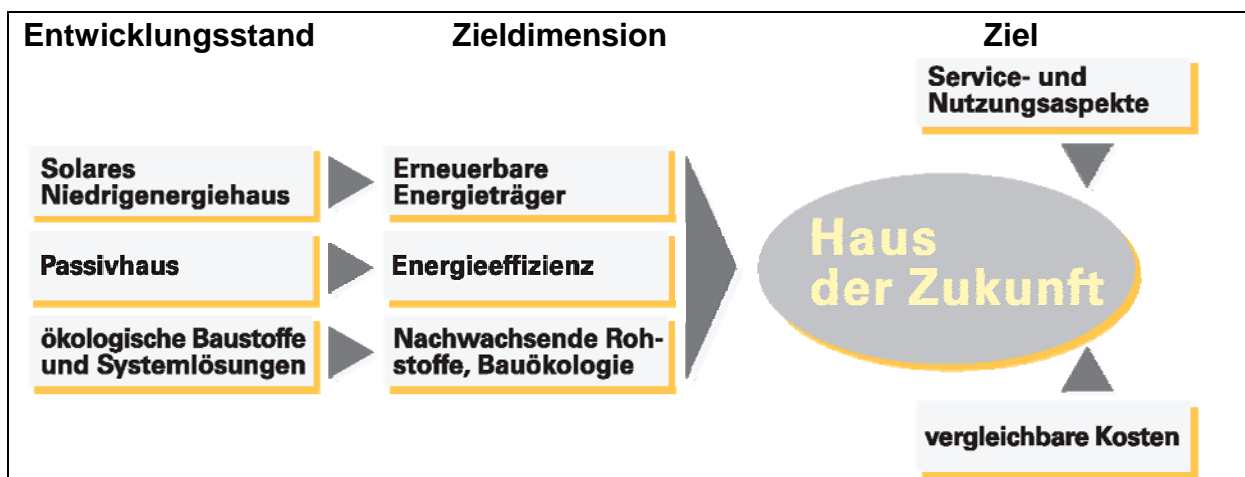 Entwicklungsstand
Zieldimension
Ziel
Service- und
Nutzungsaspekte
Solares
Niedrigenergiehaus
Erneuerbare
Energieträger
Passivhaus
Energieeffizienz
ökologische Baustoffe
und Systemlösungen
Nachwachsende Roh-
stoffe, Bauökologie
Haus
der Zukunft
vergleichbare Kosten